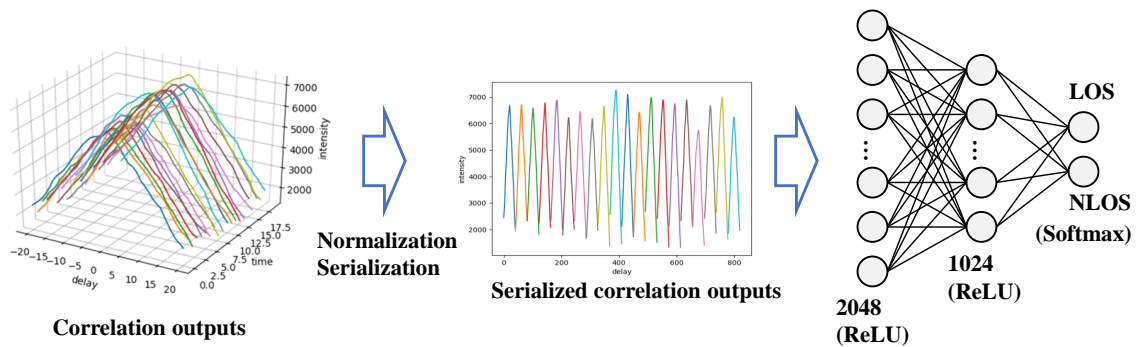 7000
6000
5000
4000
3000
2000
intensity
−20
−15
−10
−5
0
5
10
15
20
delay
0.0
2.5
5.0
7.5
10.0
12.5
15.0
17.5
time
Correlation outputs
Normalization
Serialization
7000
6000
5000
4000
3000
2000
intensity
0
200
400
600
800
delay
Serialized correlation outputs
LOS
NLOS
(Softmax)
1024
(ReLU)
2048
(ReLU)